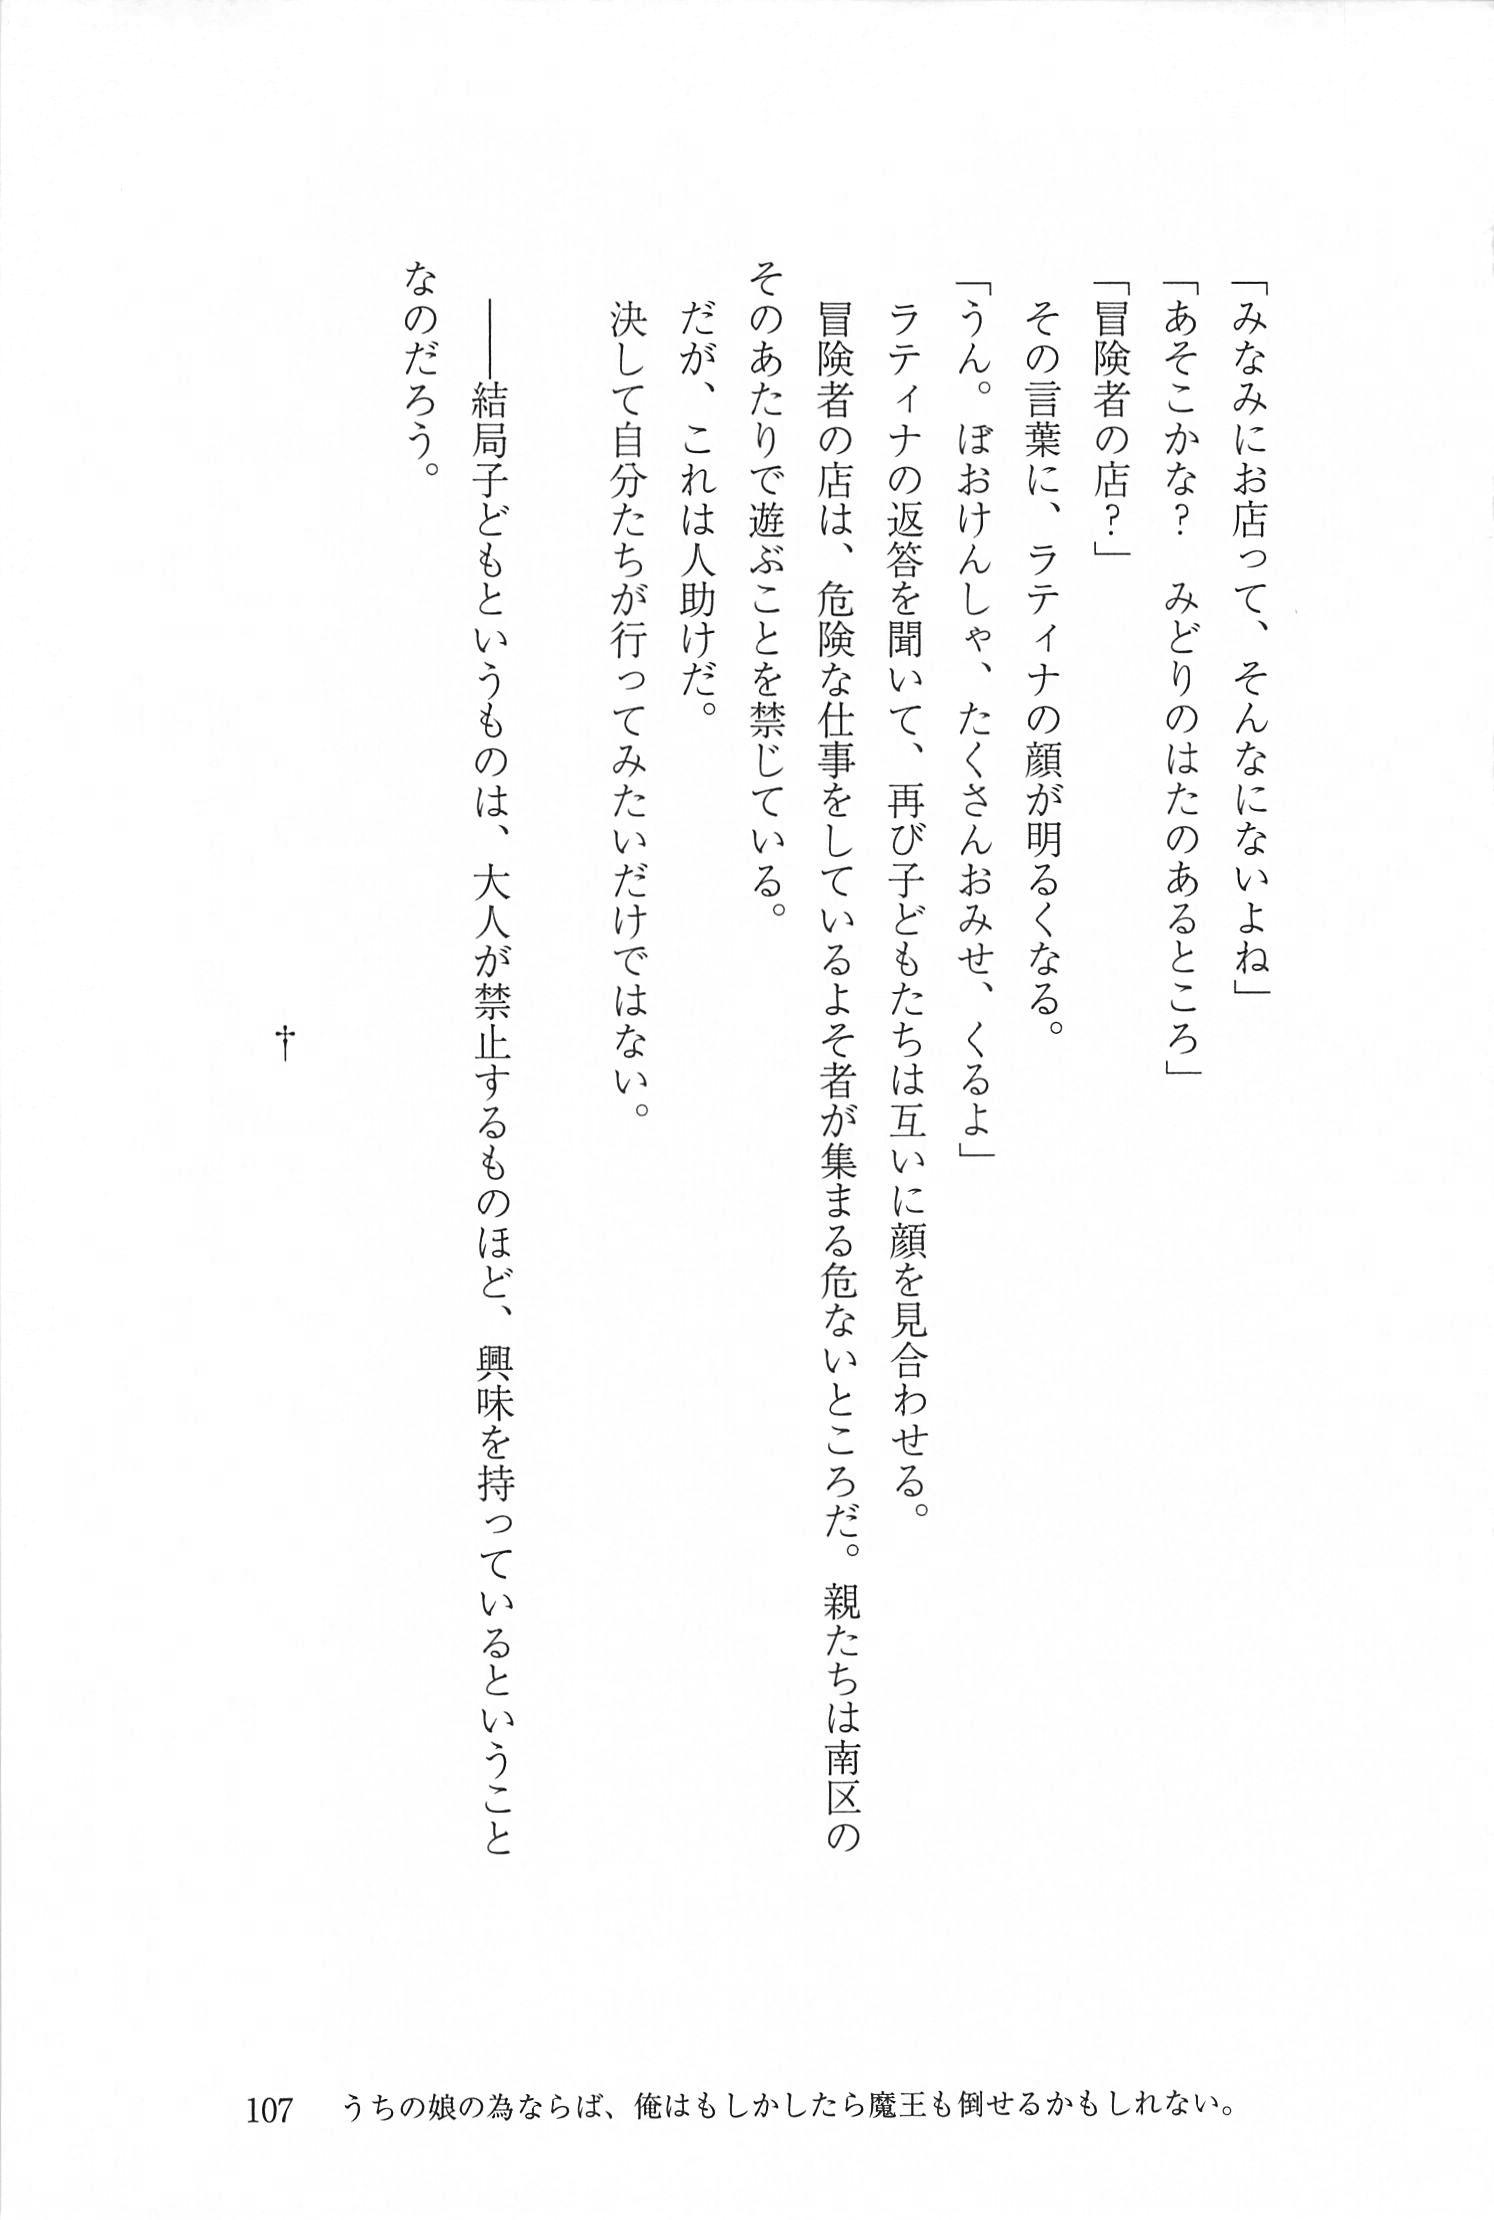 「みなみにお店って、そんなにないよね」
「あそこかな?　みどりのはたのあるところ」
「冒険者の店?」
　その言葉に、ラティナの顔が明るくなる。
「うん。ぼおけんしゃ、たくさんおみせ、くるよ」
　ラティナの返答を聞いて、再び子どもたちは互いに顔を見合わせる。
　冒険者の店は、危険な仕事をしているよそ者が集まる危ないところだ。親たちは南区の
そのあたりで遊ぶことを禁じている。
　だが、これは人助けだ。
　決して自分たちが行ってみたいだけではない。
　――結局子どもというものは、大人が禁止するものほど、興味を持っているということ
なのだろう。
†
107　うちの娘の為ならば、俺はもしかしたら魔王も倒せるかもしれない。